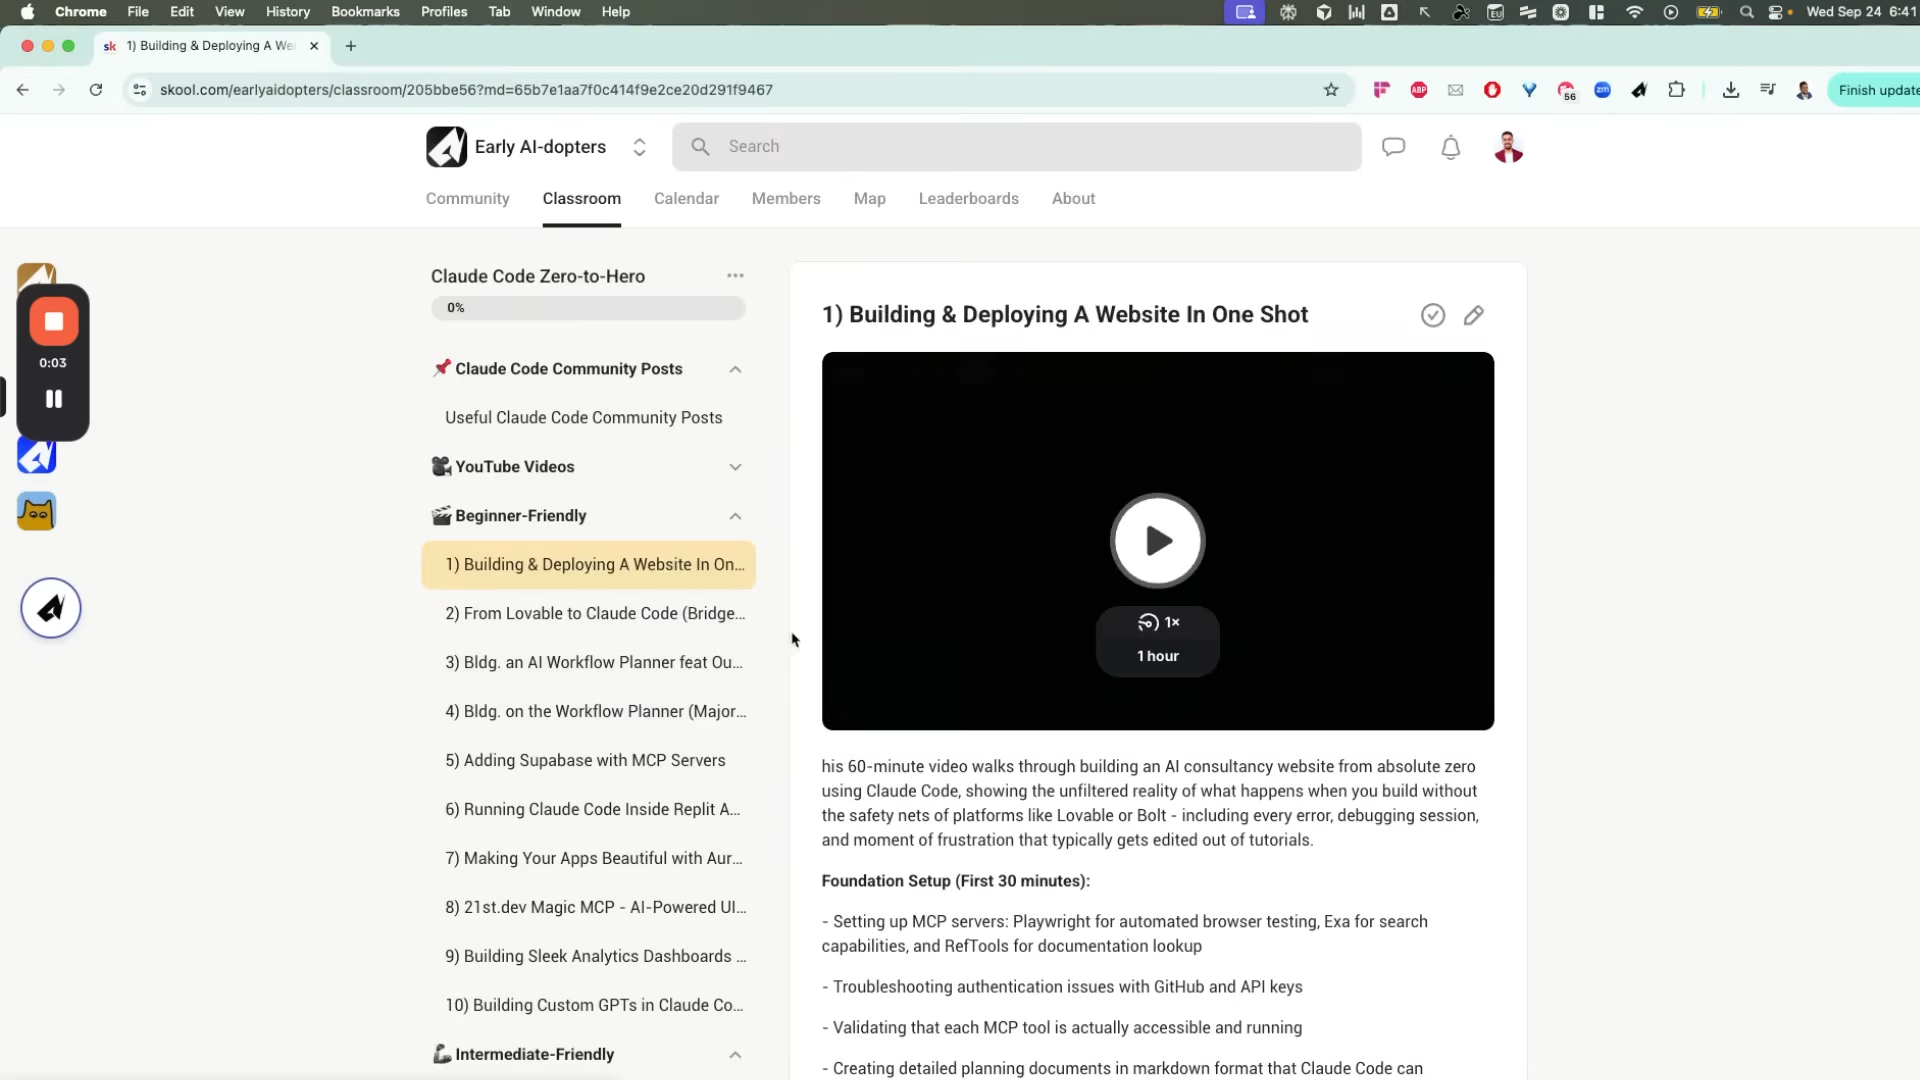 Chrome File Edit View History Bookmarks Profiles Tab Window Help
Wed Sep 24 6:41
sk 1) Building & Deploying A We
skool.com/earlyaidopters/classroom/205bbe56?md=65b7e1aa7f0c414f9e2ce20d291f9467
ABP
56
zm
Finish update
Early AI-dopters
Search
Community Classroom Calendar Members Map Leaderboards About
0:03
Claude Code Zero-to-Hero
0%
Claude Code Community Posts
Useful Claude Code Community Posts
YouTube Videos
Beginner-Friendly
1) Building & Deploying A Website In On...
2) From Lovable to Claude Code (Bridge...
3) Bldg. an AI Workflow Planner feat Ou...
4) Bldg. on the Workflow Planner (Major...
5) Adding Supabase with MCP Servers
6) Running Claude Code Inside Replit A...
7) Making Your Apps Beautiful with Aur...
8) 21st.dev Magic MCP - AI-Powered UI...
9) Building Sleek Analytics Dashboards ...
10) Building Custom GPTs in Claude Co...
Intermediate-Friendly
1) Building & Deploying A Website In One Shot
1×
1 hour
his 60-minute video walks through building an AI consultancy website from absolute zero
using Claude Code, showing the unfiltered reality of what happens when you build without
the safety nets of platforms like Lovable or Bolt - including every error, debugging session,
and moment of frustration that typically gets edited out of tutorials.
Foundation Setup (First 30 minutes):
- Setting up MCP servers: Playwright for automated browser testing, Exa for search
capabilities, and RefTools for documentation lookup
- Troubleshooting authentication issues with GitHub and API keys
- Validating that each MCP tool is actually accessible and running
- Creating detailed planning documents in markdown format that Claude Code can